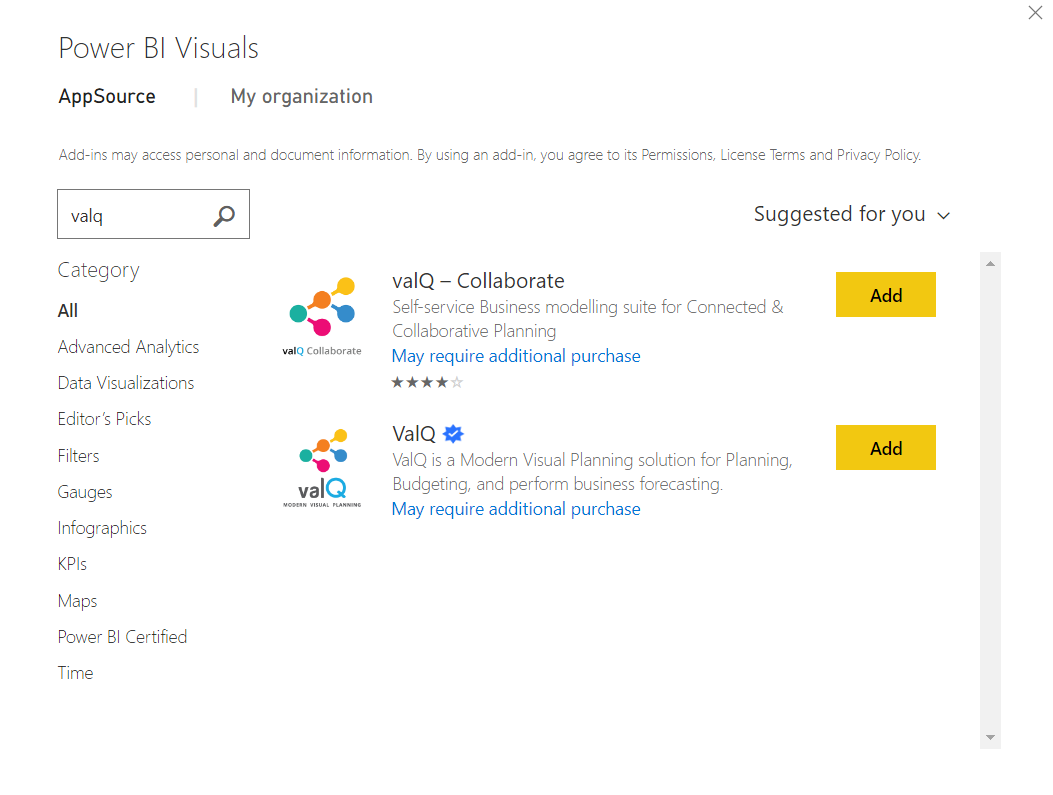 Power BI Visuals
AppSource | My organization
Add-ins may access personal and document information. By using an add-in, you agree to its Permissions, License Terms and Privacy Policy.
valq
Suggested for you
Category
All
Advanced Analytics
Data Visualizations
Editor's Picks
Filters
Gauges
Infographics
KPIs
Maps
Power BI Certified
Time
valQ Collaborate
valQ – Collaborate
Self-service Business modelling suite for Connected &
Collaborative Planning
May require additional purchase
Add
valQ
MODERN VISUAL PLANNING
ValQ
ValQ is a Modern Visual Planning solution for Planning,
Budgeting, and perform business forecasting.
May require additional purchase
Add